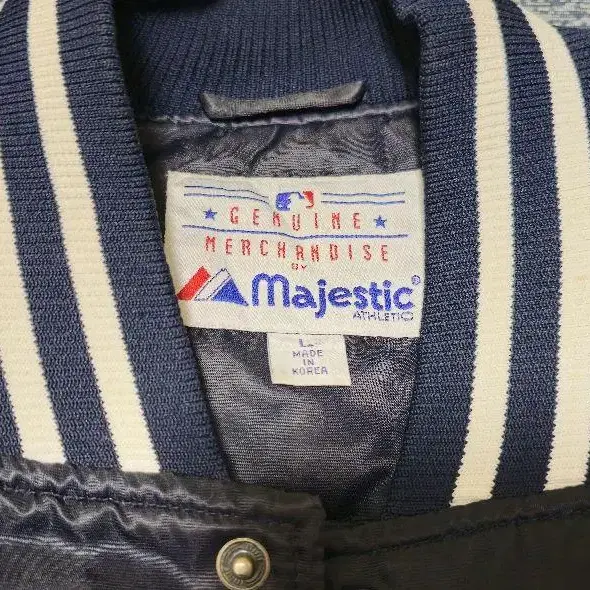 GENUINE
MERCHANDISE
BY
Majestic®
ATHLETIC
L
MADE
IN
KOREA